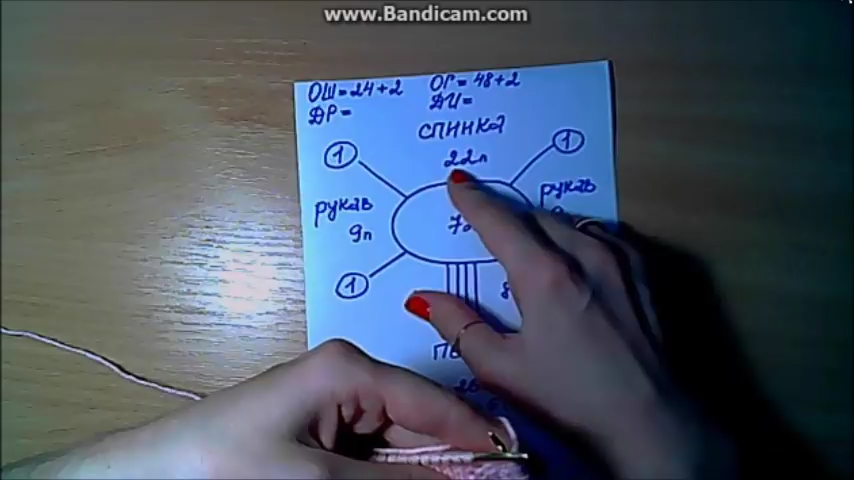 www.Bandicam.com
ОШ=24+2 ОГ=48+2
ДР= ДИ=
СПИНКА
1 1
22п
рукав рукав
9п
1